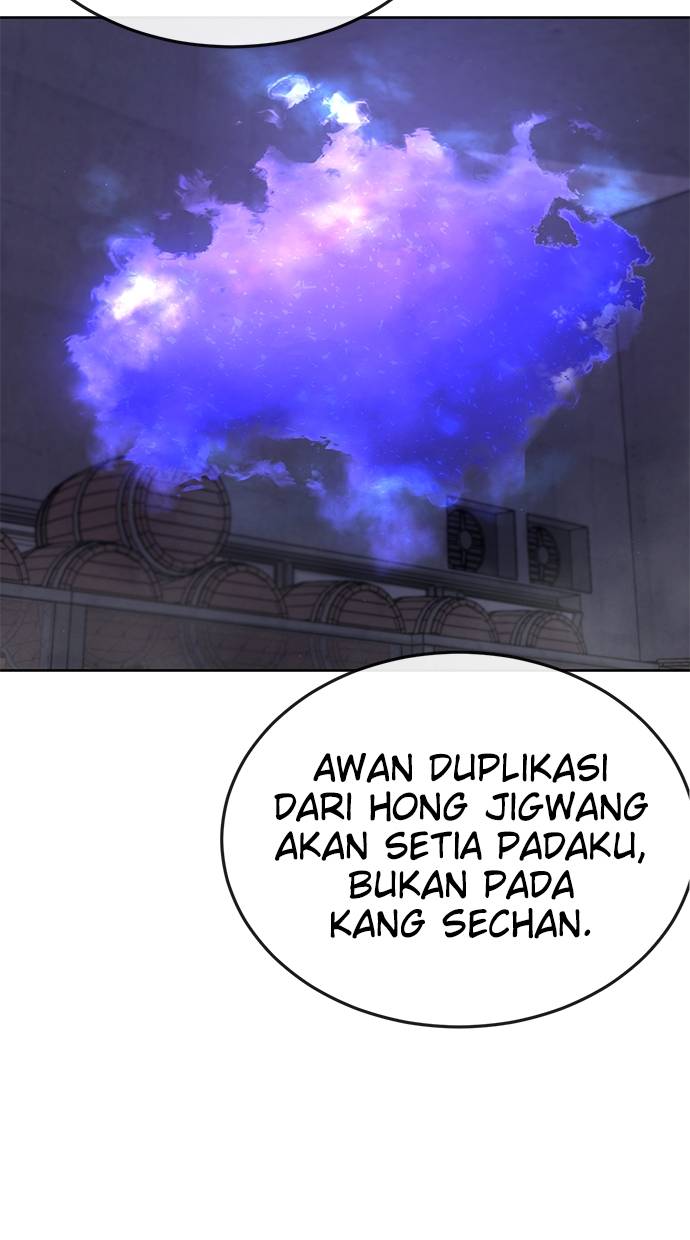 AWAN DUPLIKASI
DARI HONG JIGWANG
AKAN SETIA PADAKU,
BUKAN PADA
KANG SECHAN.